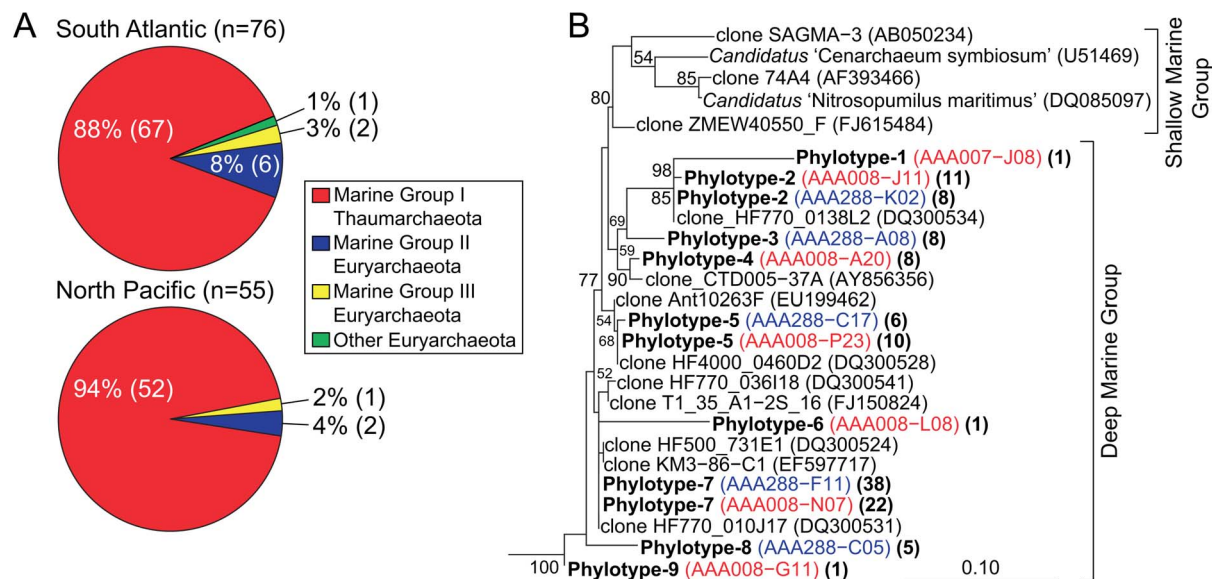 A
South Atlantic (n=76)
88% (67)
1% (1)
3% (2)
8% (6)
Marine Group I
Thaumarchaeota
Marine Group II
Euryarchaeota
Marine Group III
Euryarchaeota
Other Euryarchaeota
North Pacific (n=55)
94% (52)
2% (1)
4% (2)
B
clone SAGMA−3 (AB050234)
54
Candidatus ‘Cenarchaeum symbiosum’ (U51469)
85
clone 74A4 (AF393466)
80
Candidatus ‘Nitrosopumilus maritimus’ (DQ085097)
clone ZMEW40550_F (FJ615484)
Shallow Marine
Group
Phylotype-1 (AAA007−J08) (1)
98
Phylotype-2 (AAA008−J11) (11)
85
Phylotype-2 (AAA288−K02) (8)
clone_HF770_0138L2 (DQ300534)
69
Phylotype-3 (AAA288−A08) (8)
59
Phylotype-4 (AAA008−A20) (8)
77
90
clone_CTD005-37A (AY856356)
clone Ant10263F (EU199462)
54
Phylotype-5 (AAA288−C17) (6)
68
Phylotype-5 (AAA008−P23) (10)
clone HF4000_0460D2 (DQ300528)
52
clone HF770_036I18 (DQ300541)
clone T1_35_A1−2S_16 (FJ150824)
Phylotype-6 (AAA008−L08) (1)
clone HF500_731E1 (DQ300524)
clone KM3−86−C1 (EF597717)
Phylotype-7 (AAA288−F11) (38)
Phylotype-7 (AAA008−N07) (22)
clone HF770_010J17 (DQ300531)
Phylotype-8 (AAA288−C05) (5)
100
Phylotype-9 (AAA008−G11) (1)
0.10
Deep Marine Group